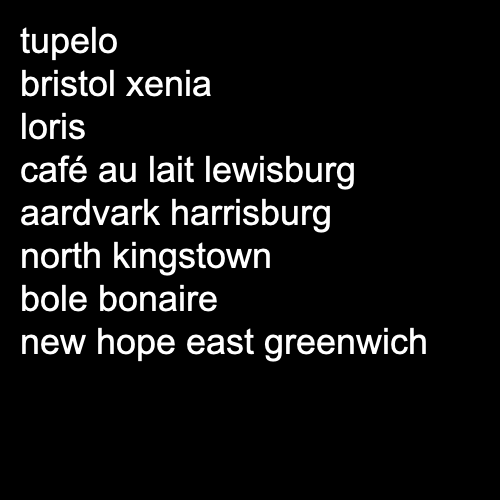 tupelo
bristol xenia
loris
café au lait lewisburg
aardvark harrisburg
north kingstown
bole bonaire
new hope east greenwich